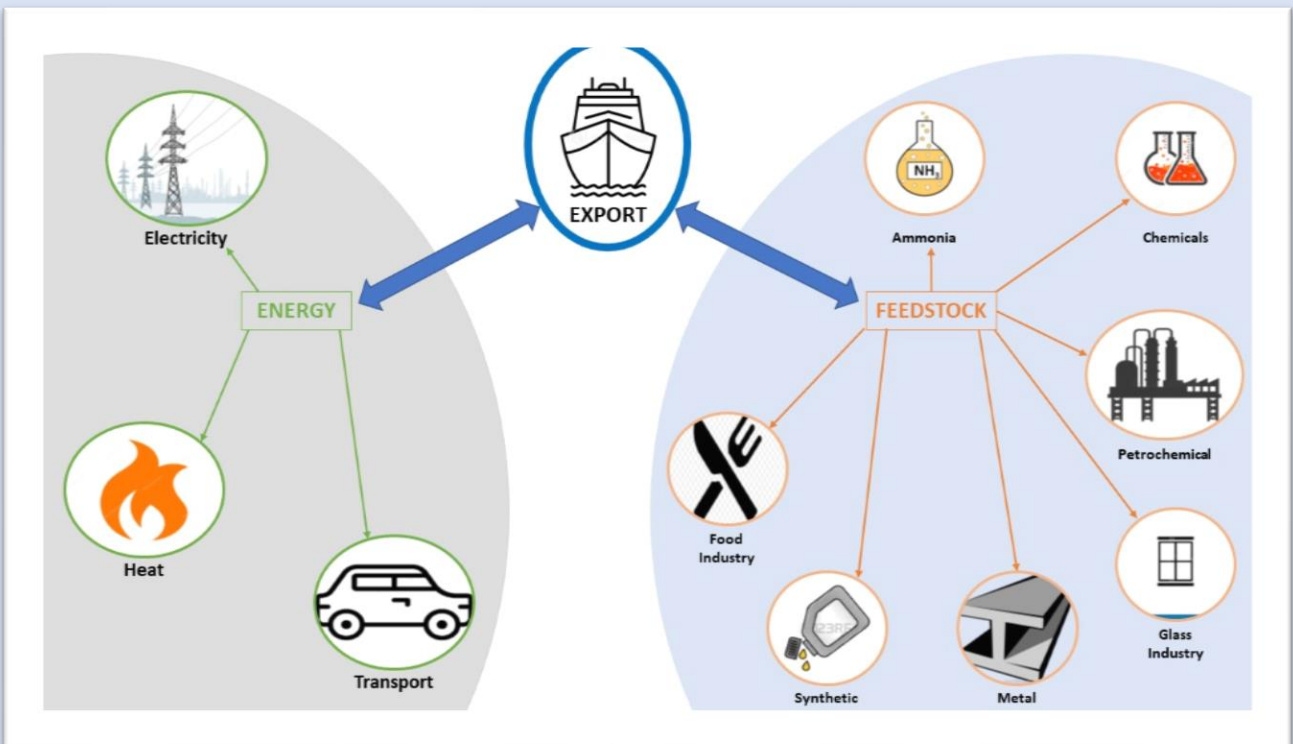 EXPORT
Electricity
ENERGY
Heat
Transport
NH3
Ammonia
Chemicals
FEEDSTOCK
Petrochemical
Food
Industry
Glass
Industry
Synthetic
Metal